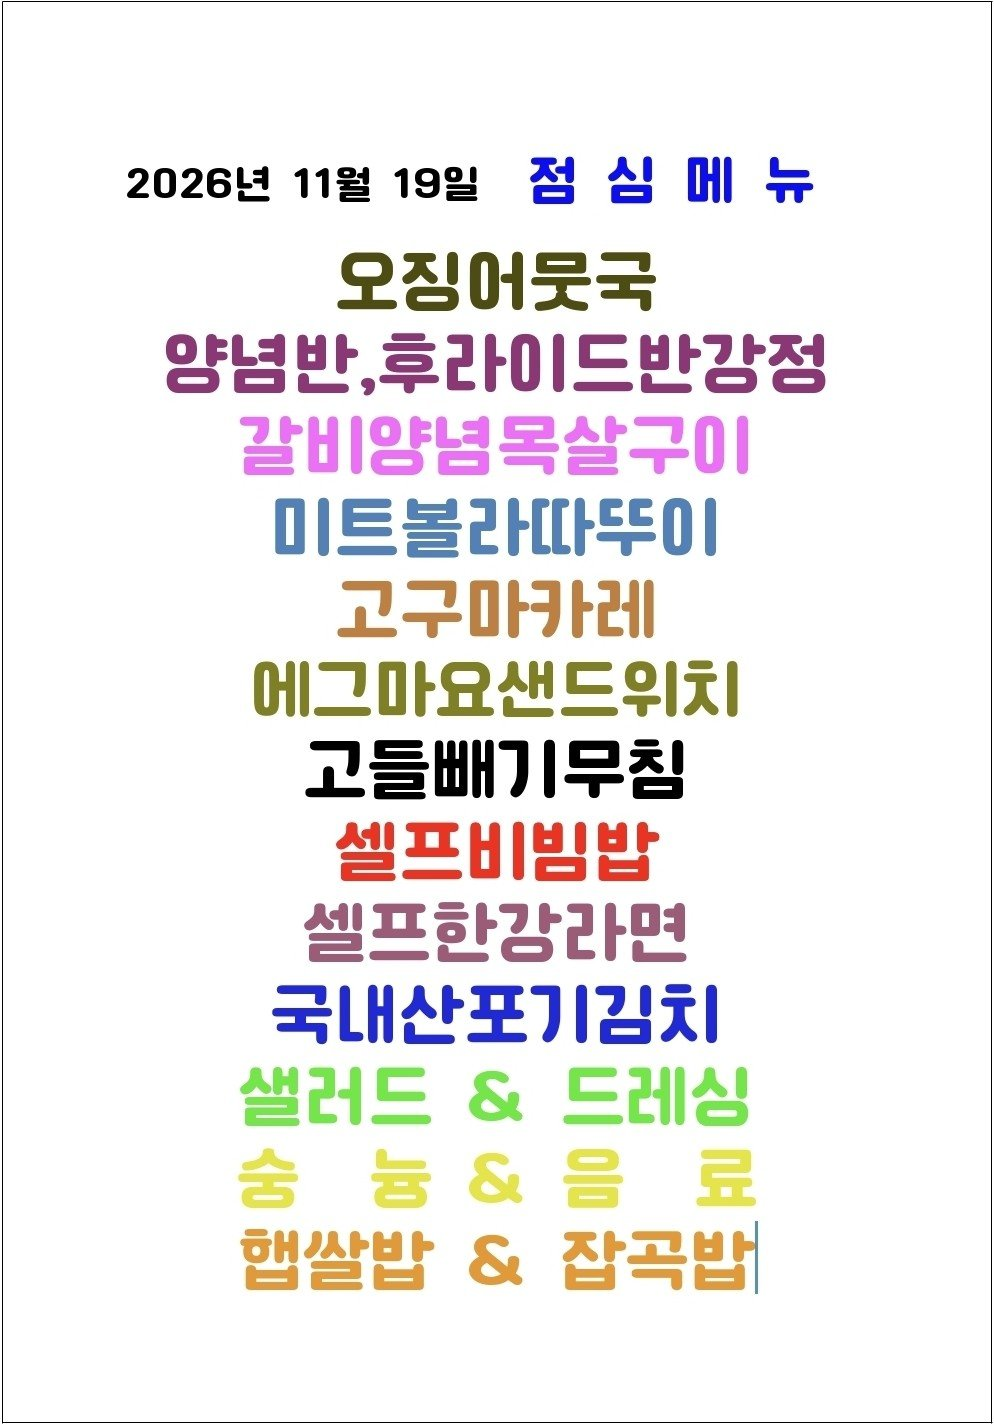 2026년 11월 19일 점 심 메 뉴
오징어뭇국
양념반,후라이드반강정
갈비양념목살구이
미트볼라따뚜이
고구마카레
에그마요샌드위치
고들빼기무침
셀프비빔밥
셀프한강라면
국내산포기김치
샐러드 & 드레싱
숭 늉 & 음 료
햅쌀밥 & 잡곡밥